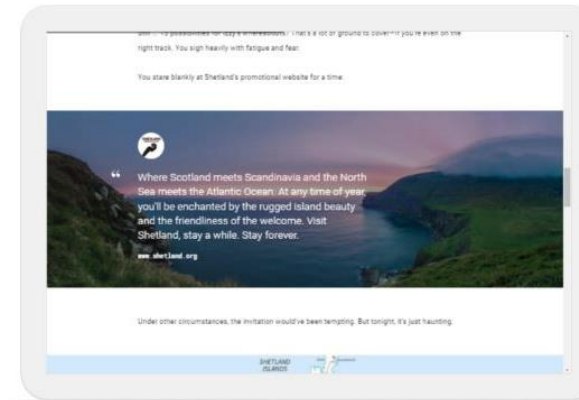 right track. You sigh heavily with fatigue and fear.
You stare blankly at Shetland's promotional website for a time:
“
Where Scotland meets Scandinavia and the North
Sea meets the Atlantic Ocean. At any time of year,
you'll be enchanted by the rugged island beauty
and the friendliness of the welcome. Visit
Shetland, stay a while. Stay forever.
www.shetland.org
Under other circumstances, the invitation would've been tempting. But tonight, it's just haunting.
SHETLAND
ISLANDS